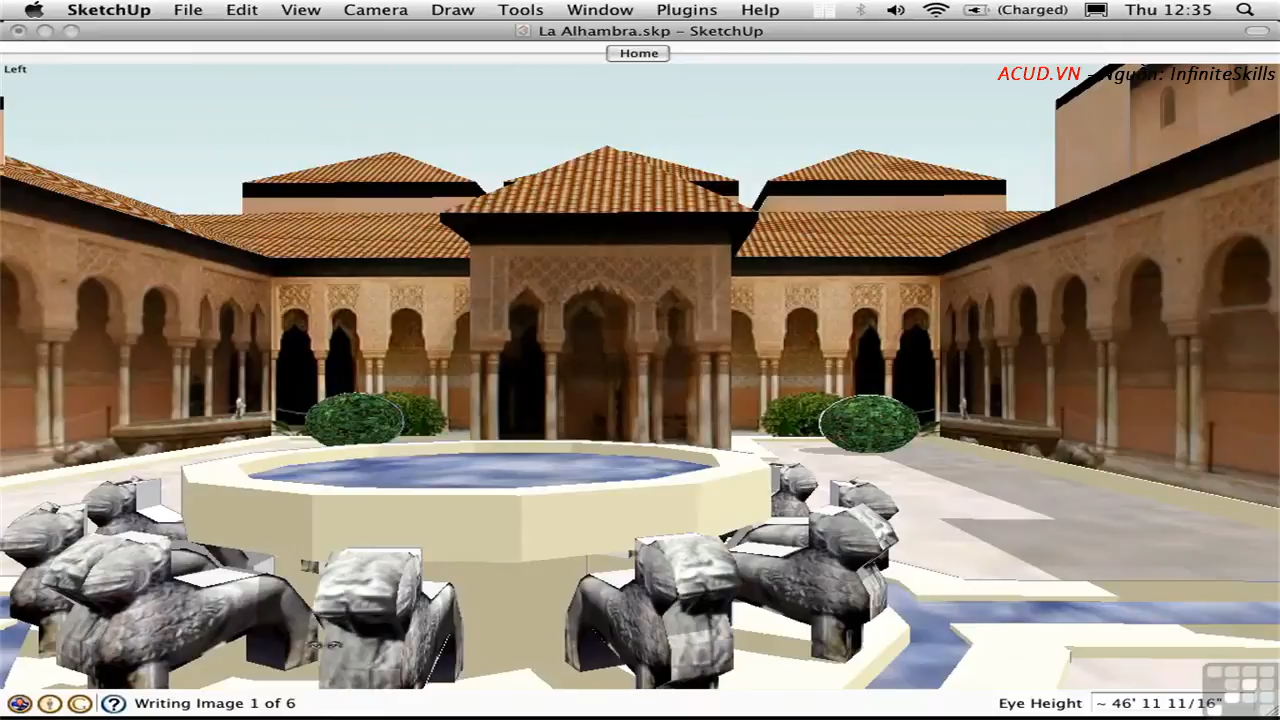 SketchUp File Edit View Camera Draw Tools Window Plugins Help (Charged) Thu 12:35
La Alhambra.skp – SketchUp
Home
Left
ACUD.VN - Nguồn: InfiniteSkills
Writing Image 1 of 6 Eye Height ~ 46' 11 11/16"